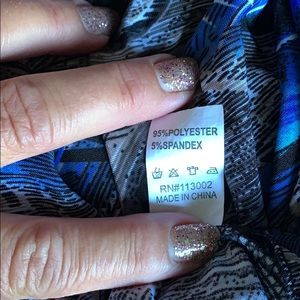 95%POLYESTER
5%SPANDEX
RN#113002
MADE IN CHINA